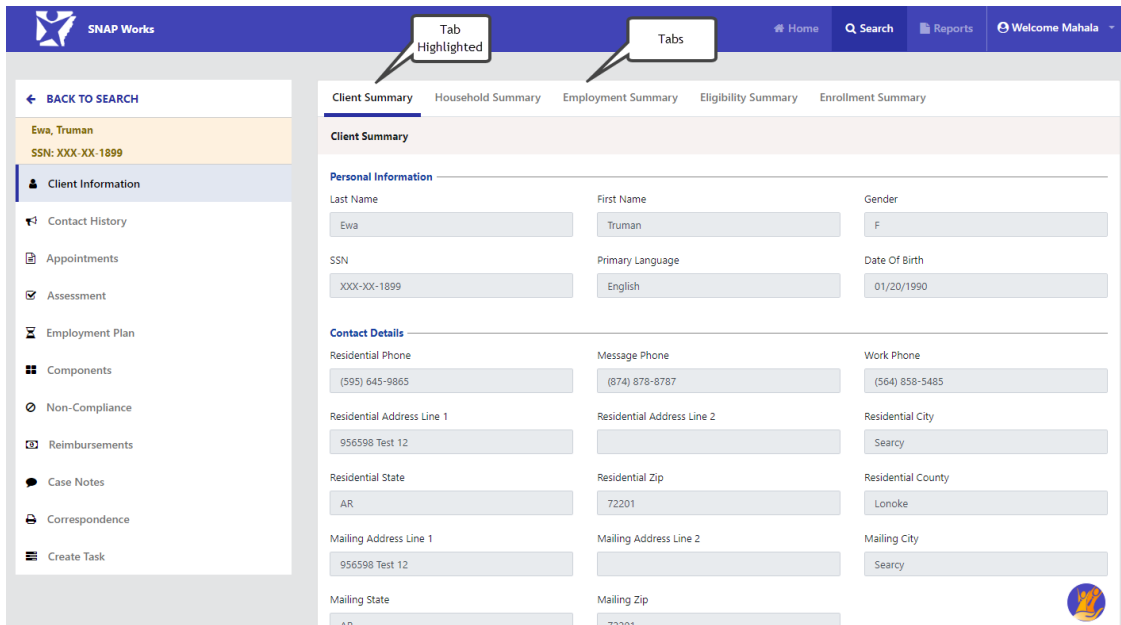 SNAP Works
Tab
Highlighted
Tabs
Home
Search
Reports
Welcome Mahala
BACK TO SEARCH
Ewa, Truman
SSN: XXX-XX-1899
Client Information
Contact History
Appointments
Assessment
Employment Plan
Components
Non-Compliance
Reimbursements
Case Notes
Correspondence
Create Task
Client Summary Household Summary Employment Summary Eligibility Summary Enrollment Summary
Client Summary
Personal Information
Last Name First Name Gender
Ewa Truman F
SSN Primary Language Date Of Birth
XXX-XX-1899 English 01/20/1990
Contact Details
Residential Phone Message Phone Work Phone
(595) 645-9865 (874) 878-8787 (564) 858-5485
Residential Address Line 1 Residential Address Line 2 Residential City
956598 Test 12 Searcy
Residential State Residential Zip Residential County
AR 72201 Lonoke
Mailing Address Line 1 Mailing Address Line 2 Mailing City
956598 Test 12 Searcy
Mailing State Mailing Zip
AR 72201